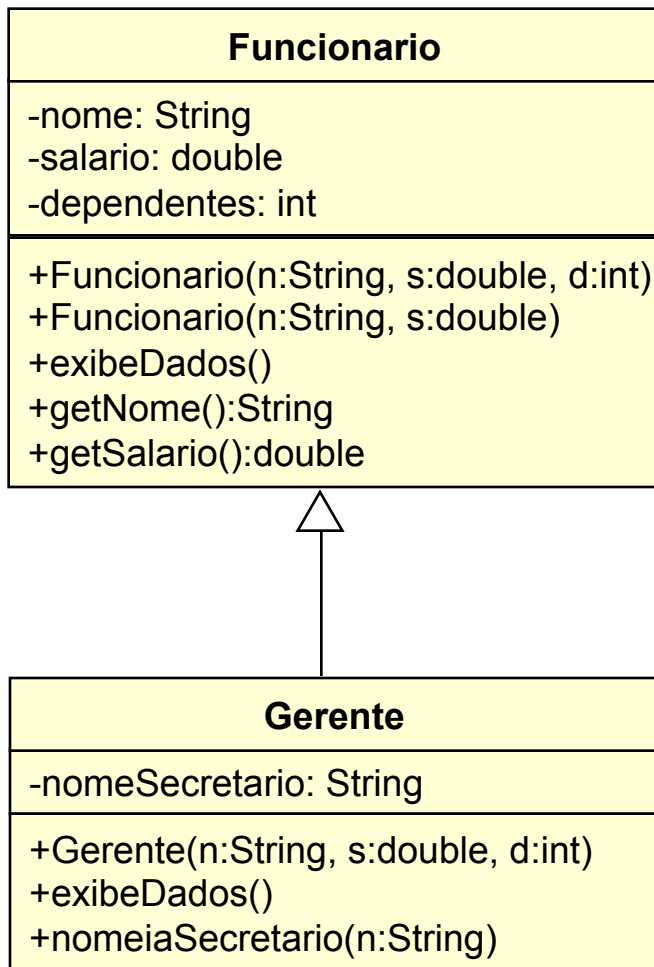 Funcionario
-nome: String
-salario: double
-dependentes: int
+Funcionario(n:String, s:double, d:int)
+Funcionario(n:String, s:double)
+exibeDados()
+getNome():String
+getSalario():double
Gerente
-nomeSecretario: String
+Gerente(n:String, s:double, d:int)
+exibeDados()
+nomeiaSecretario(n:String)